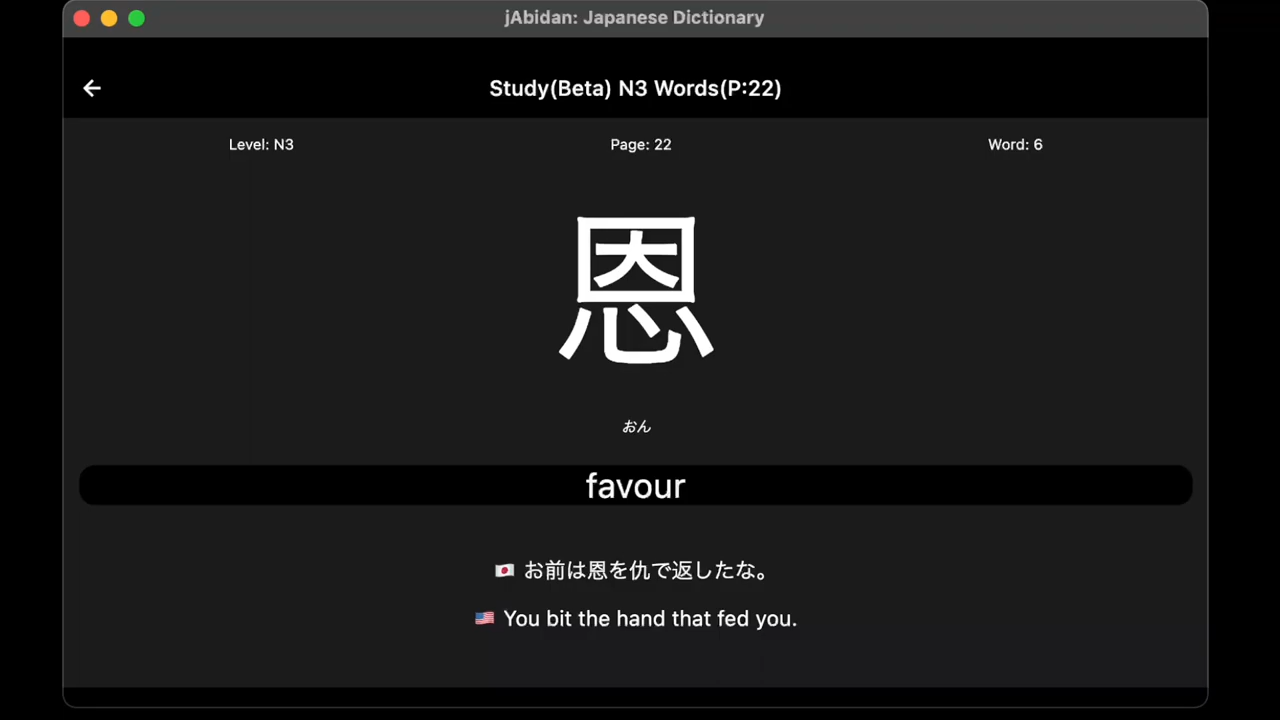 jAbidan: Japanese Dictionary
Study(Beta) N3 Words(P:22)
Level: N3 Page: 22 Word: 6
恩
おん
favour
お前は恩を仇で返したな。
You bit the hand that fed you.